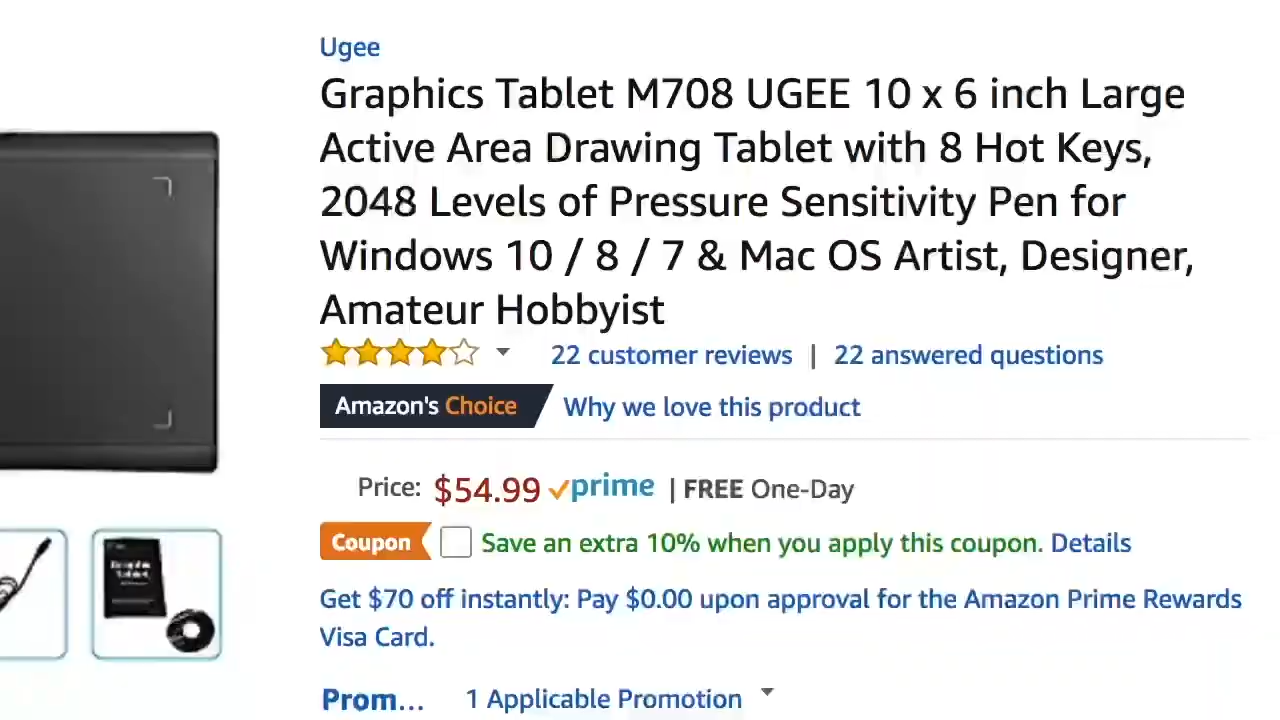 Ugee
Graphics Tablet M708 UGEE 10 x 6 inch Large
Active Area Drawing Tablet with 8 Hot Keys,
2048 Levels of Pressure Sensitivity Pen for
Windows 10 / 8 / 7 & Mac OS Artist, Designer,
Amateur Hobbyist
22 customer reviews | 22 answered questions
Amazon's Choice Why we love this product
Price: $54.99 prime | FREE One-Day
Coupon Save an extra 10% when you apply this coupon. Details
Get $70 off instantly: Pay $0.00 upon approval for the Amazon Prime Rewards
Visa Card.
Prom... 1 Applicable Promotion